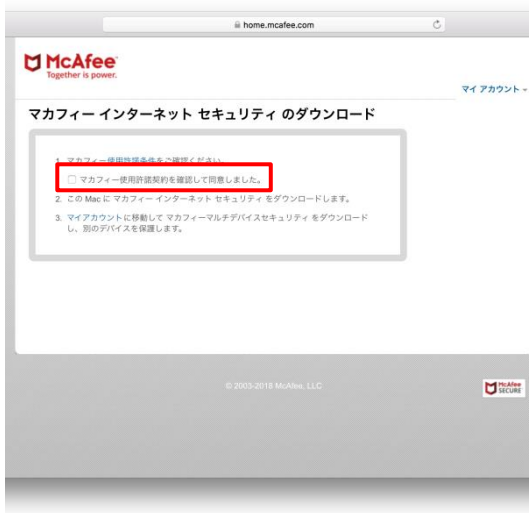 home.mcafee.com
McAfee
Together is power.
マイ アカウント
マカフィー インターネット セキュリティ のダウンロード
1. マカフィー使用許諾条件をご確認ください。
マカフィー使用許諾契約を確認して同意しました。
2. この Mac に マカフィー インターネット セキュリティ をダウンロードします。
3. マイアカウントに移動して マカフィーマルチデバイスセキュリティ をダウンロード
し、別のデバイスを保護します。
© 2003-2018 McAfee, LLC
McAfee
SECURE